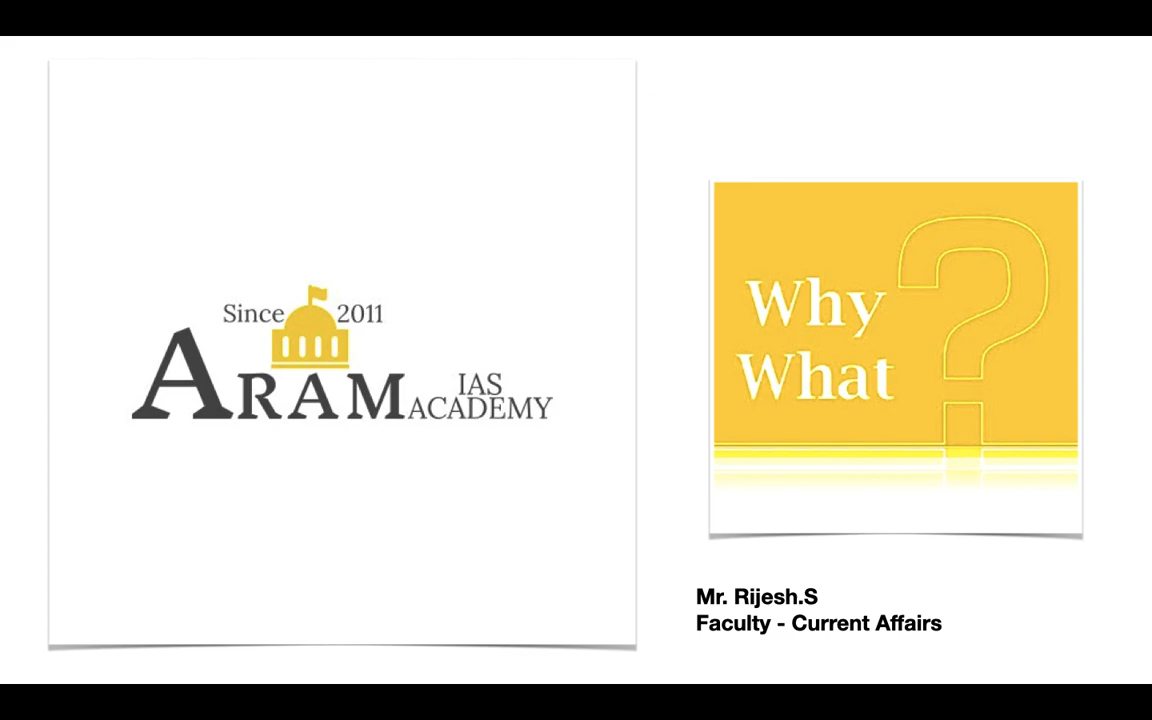 Since 2011
ARAM IAS
ACADEMY
Why
What
?
Mr. Rijesh.S
Faculty - Current Affairs